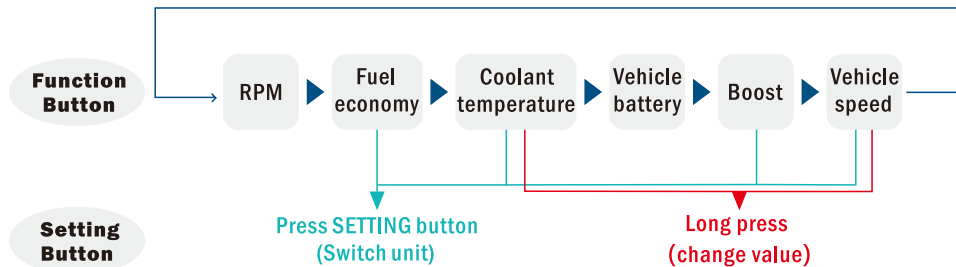 Function
Button
RPM
Fuel
economy
Coolant
temperature
Vehicle
battery
Boost
Vehicle
speed
Setting
Button
Press SETTING button
(Switch unit)
Long press
(change value)